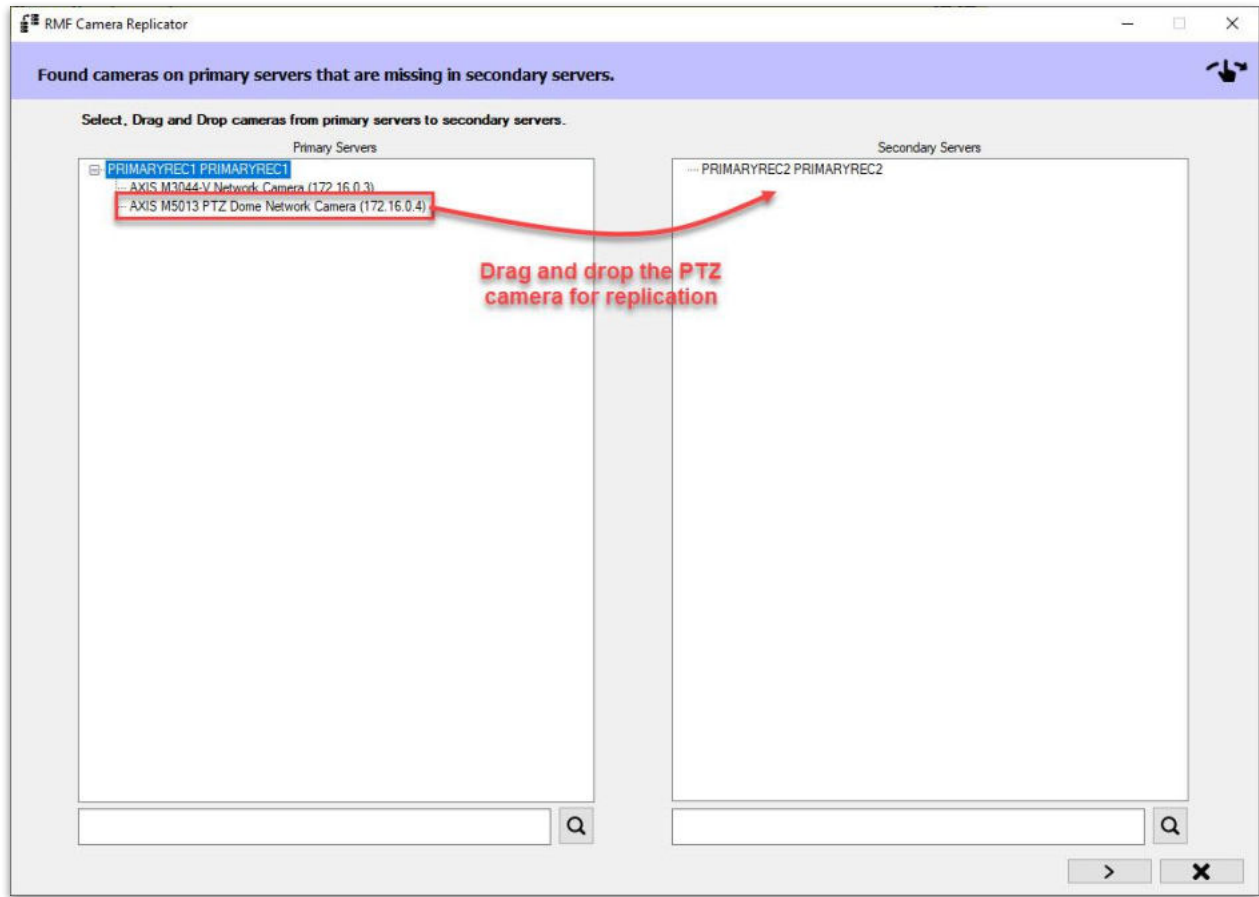 RMF Camera Replicator
Found cameras on primary servers that are missing in secondary servers.
Select, Drag and Drop cameras from primary servers to secondary servers.
Primary Servers
Secondary Servers
PRIMARYREC1 PRIMARYREC1
AXIS M3044-V Network Camera (172.16.0.3)
AXIS M5013 PTZ Dome Network Camera (172.16.0.4)
PRIMARYREC2 PRIMARYREC2
Drag and drop the PTZ
camera for replication